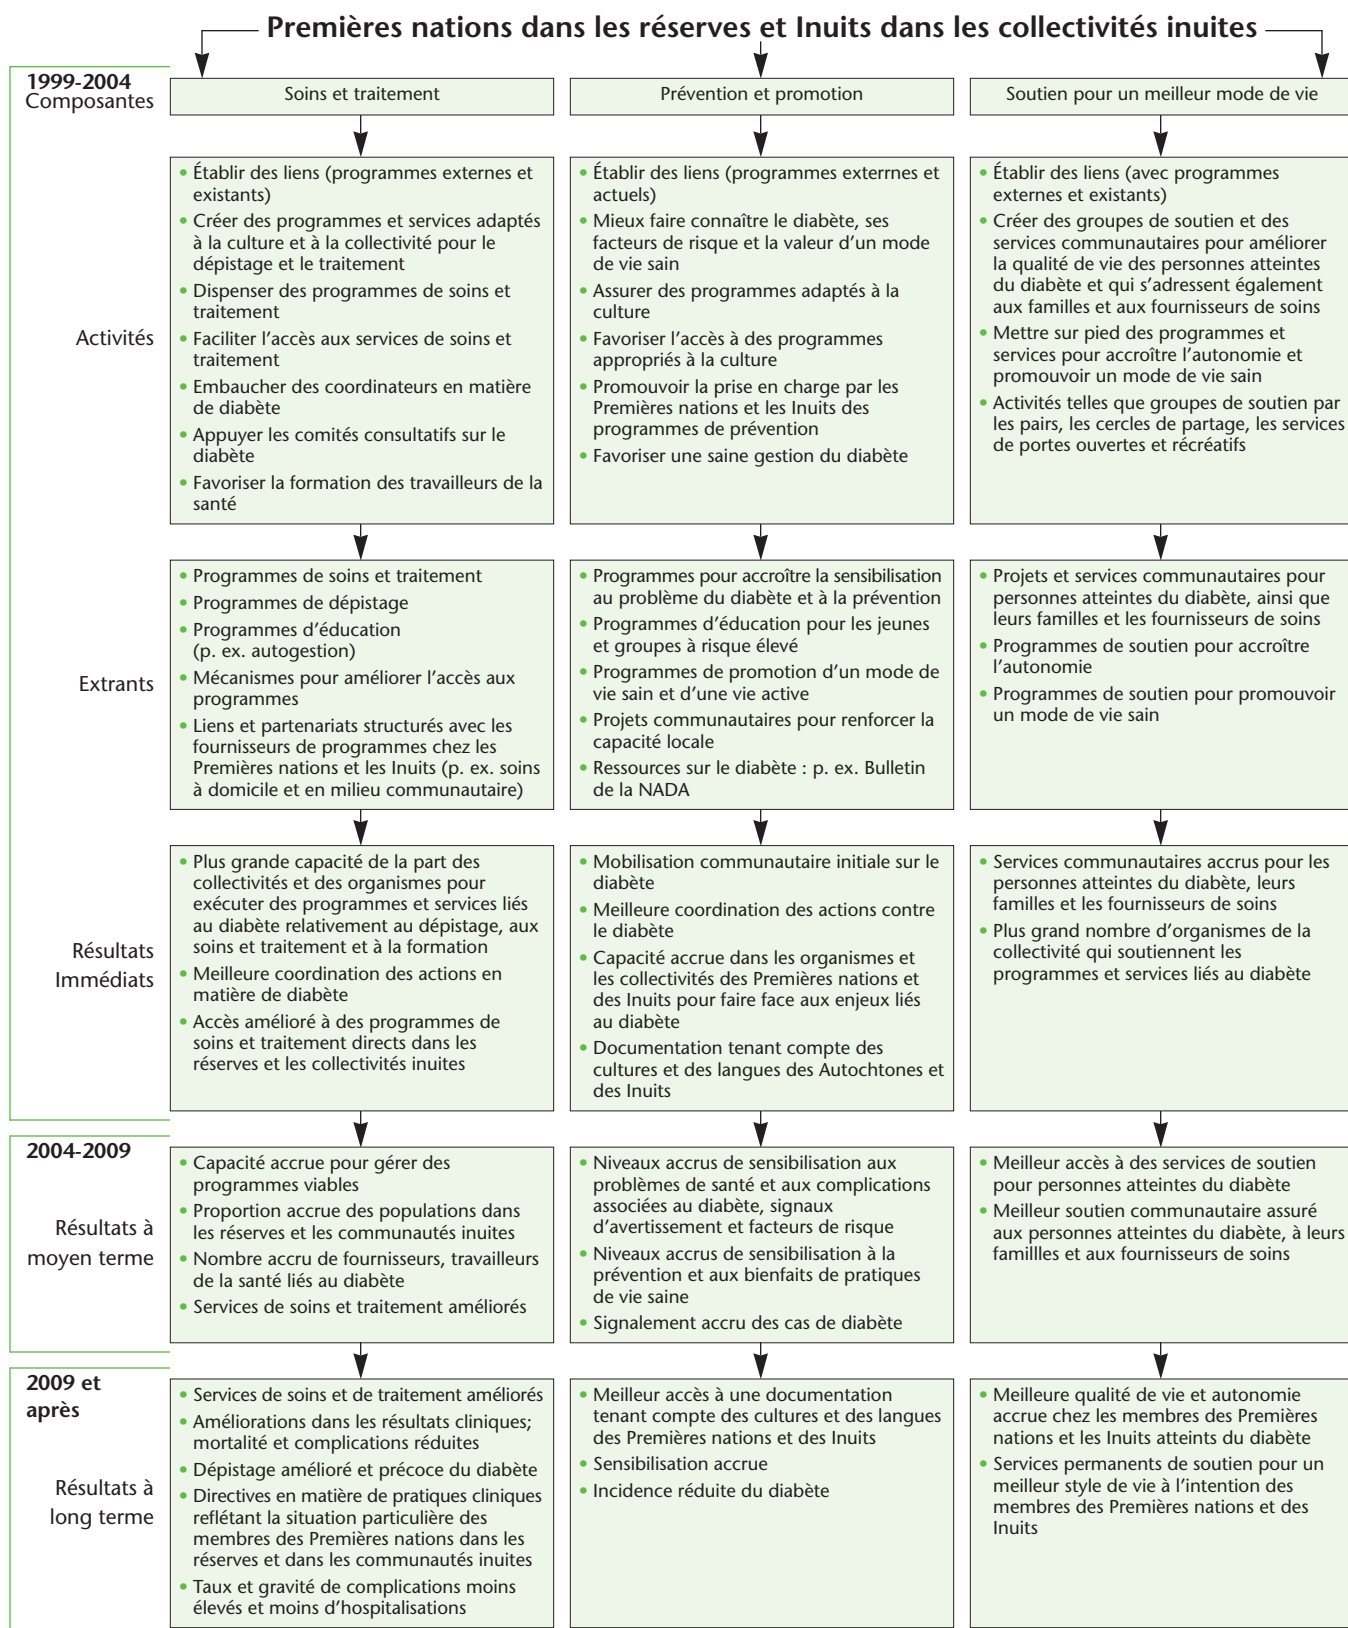 Premières nations dans les réserves et Inuits dans les collectivités inuites
1999-2004
Composantes
Soins et traitement
Prévention et promotion
Soutien pour un meilleur mode de vie
Activités
• Établir des liens (programmes externes et
existants)
• Créer des programmes et services adaptés
à la culture et à la collectivité pour le
dépistage et le traitement
• Dispenser des programmes de soins et
traitement
• Faciliter l'accès aux services de soins et
traitement
• Embaucher des coordinateurs en matière
de diabète
• Appuyer les comités consultatifs sur le
diabète
• Favoriser la formation des travailleurs de la
santé
• Établir des liens (programmes exterrnes et
actuels)
• Mieux faire connaître le diabète, ses
facteurs de risque et la valeur d'un mode
de vie sain
• Assurer des programmes adaptés à la
culture
• Favoriser l'accès à des programmes
appropriés à la culture
• Promouvoir la prise en charge par les
Premières nations et les Inuits des
programmes de prévention
• Favoriser une saine gestion du diabète
• Établir des liens (avec programmes
externes et existants)
• Créer des groupes de soutien et des
services communautaires pour améliorer
la qualité de vie des personnes atteintes
du diabète et qui s'adressent également
aux familles et aux fournisseurs de soins
• Mettre sur pied des programmes et
services pour accroître l'autonomie et
promouvoir un mode de vie sain
• Activités telles que groupes de soutien par
les pairs, les cercles de partage, les services
de portes ouvertes et récréatifs
Extrants
• Programmes de soins et traitement
• Programmes de dépistage
• Programmes d'éducation
(p. ex. autogestion)
• Mécanismes pour améliorer l'accès aux
programmes
• Liens et partenariats structurés avec les
fournisseurs de programmes chez les
Premières nations et les Inuits (p. ex. soins
à domicile et en milieu communautaire)
• Programmes pour accroître la sensibilisation
au problème du diabète et à la prévention
• Programmes d'éducation pour les jeunes
et groupes à risque élevé
• Programmes de promotion d'un mode de
vie sain et d'une vie active
• Projets communautaires pour renforcer la
capacité locale
• Ressources sur le diabète : p. ex. Bulletin
de la NADA
• Projets et services communautaires pour
personnes atteintes du diabète, ainsi que
leurs familles et les fournisseurs de soins
• Programmes de soutien pour accroître
l'autonomie
• Programmes de soutien pour promouvoir
un mode de vie sain
Résultats
Immédiats
• Plus grande capacité de la part des
collectivités et des organismes pour
exécuter des programmes et services liés
au diabète relativement au dépistage, aux
soins et traitement et à la formation
• Meilleure coordination des actions en
matière de diabète
• Accès amélioré à des programmes de
soins et traitement directs dans les
réserves et les collectivités inuites
• Mobilisation communautaire initiale sur le
diabète
• Meilleure coordination des actions contre
le diabète
• Capacité accrue dans les organismes et
les collectivités des Premières nations et
des Inuits pour faire face aux enjeux liés
au diabète
• Documentation tenant compte des
cultures et des langues des Autochtones et
des Inuits
• Services communautaires accrus pour les
personnes atteintes du diabète, leurs
familles et les fournisseurs de soins
• Plus grand nombre d'organismes de la
collectivité qui soutiennent les
programmes et services liés au diabète
2004-2009
Résultats à
moyen terme
• Capacité accrue pour gérer des
programmes viables
• Proportion accrue des populations dans
les réserves et les communautés inuites
• Nombre accru de fournisseurs, travailleurs
de la santé liés au diabète
• Services de soins et traitement améliorés
• Niveaux accrus de sensibilisation aux
problèmes de santé et aux complications
associées au diabète, signaux
d'avertissement et facteurs de risque
• Niveaux accrus de sensibilisation à la
prévention et aux bienfaits de pratiques
de vie saine
• Signalement accru des cas de diabète
• Meilleur accès à des services de soutien
pour personnes atteintes du diabète
• Meilleur soutien communautaire assuré
aux personnes atteintes du diabète, à leurs
famillles et aux fournisseurs de soins
2009 et
après
Résultats à
long terme
• Services de soins et de traitement améliorés
• Améliorations dans les résultats cliniques;
mortalité et complications réduites
• Dépistage amélioré et précoce du diabète
• Directives en matière de pratiques cliniques
reflétant la situation particulière des
membres des Premières nations dans les
réserves et dans les communautés inuites
• Taux et gravité de complications moins
élevés et moins d'hospitalisations
• Meilleur accès à une documentation
tenant compte des cultures et des langues
des Premières nations et des Inuits
• Sensibilisation accrue
• Incidence réduite du diabète
• Meilleure qualité de vie et autonomie
accrue chez les membres des Premières
nations et les Inuits atteints du diabète
• Services permanents de soutien pour un
meilleur style de vie à l'intention des
membres des Premières nations et des
Inuits